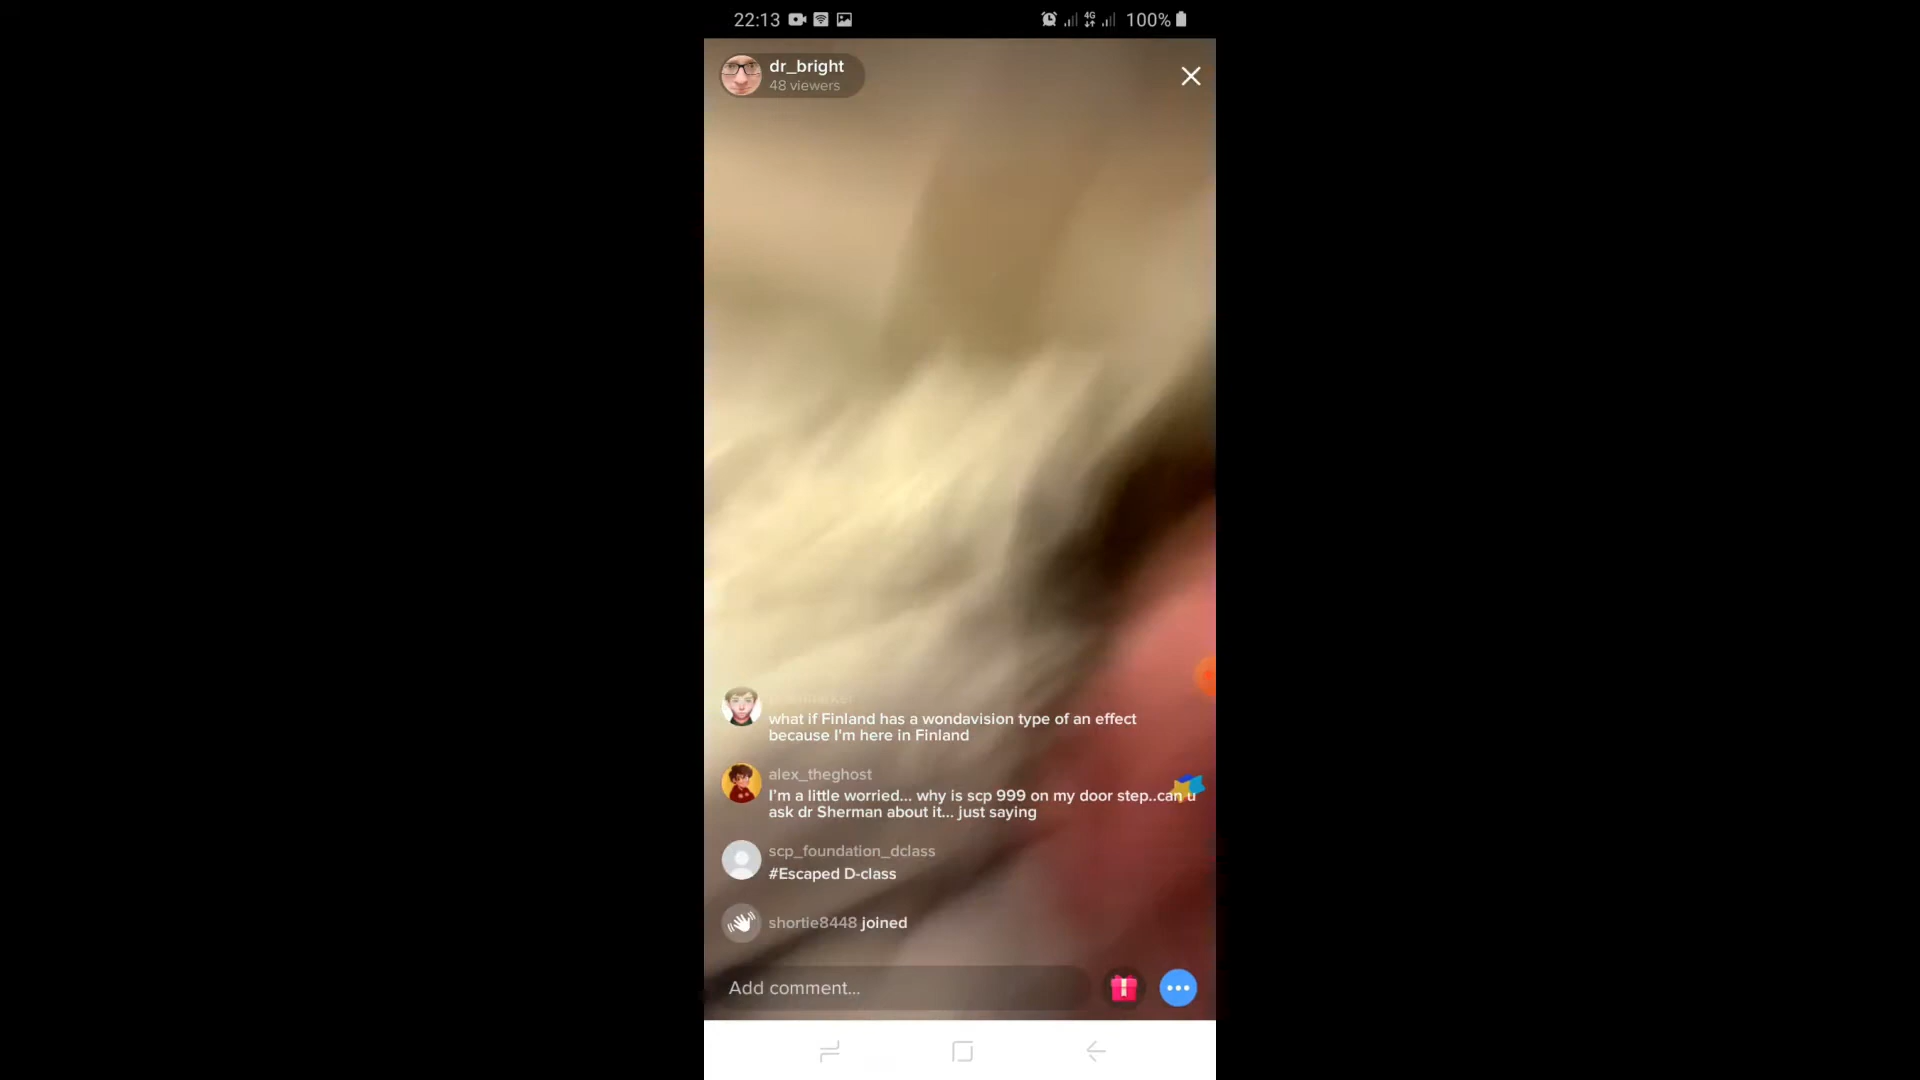 22:13
4G
100%
dr_bright
48 viewers
what if Finland has a wondavision type of an effect
because I'm here in Finland
alex_theghost
I'm a little worried... why is scp 999 on my door step..can u
ask dr Sherman about it... just saying
scp_foundation_dclass
#Escaped D-class
shortie8448 joined
Add comment...